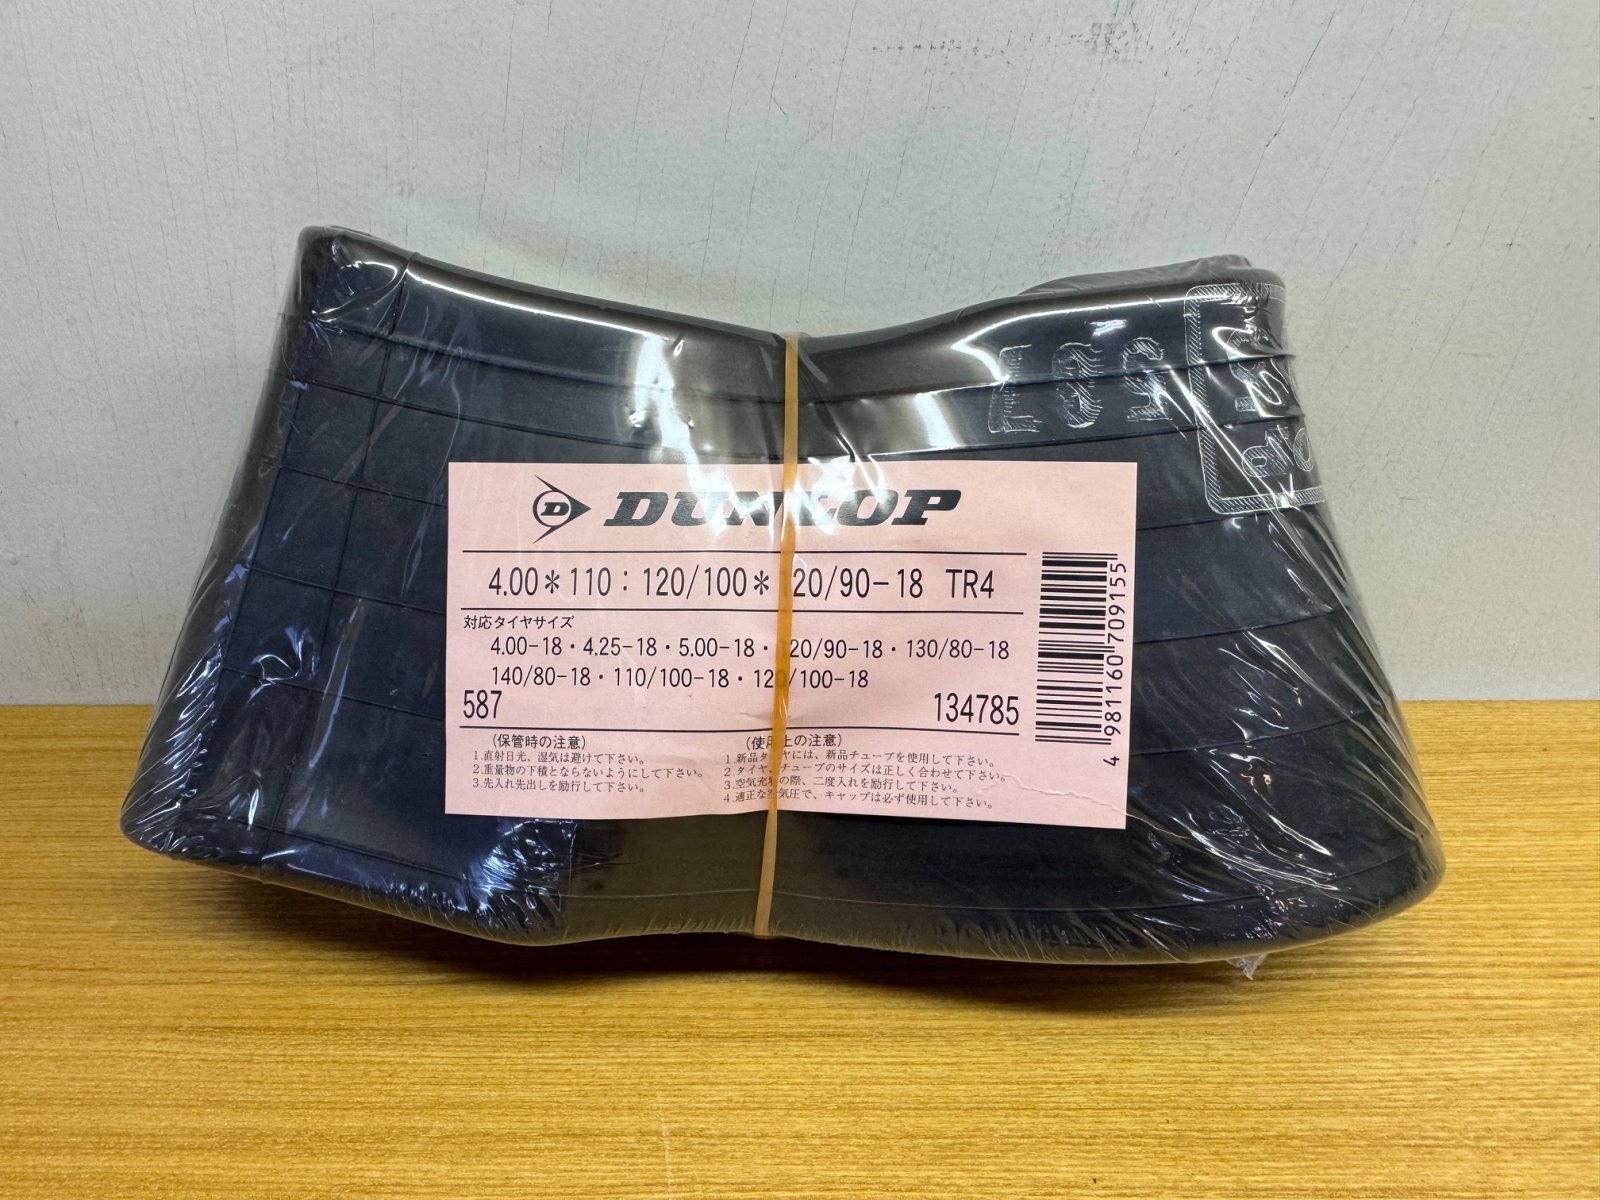 DUNLOP
4.00*110:120/100* 20/90-18 TR4
対応タイヤサイズ
4.00-18・4.25-18・5.00-18・120/90-18・130/80-18
140/80-18・110/100-18・120/100-18
587
134785
(保管時の注意)
1.直射日光、湿気は避けて下さい。
2.重量物の下積とならないようにして下さい。
3.先入れ先出しを励行して下さい。
(使用上の注意)
1.新品タイヤには、新品チューブを使用して下さい。
2.タイヤ、チューブのサイズは正しく合わせて下さい。
3.空気充填の際、二度入れを励行して下さい。
4.適正な空気圧で、キャップは必ず使用して下さい。
4 981160 709155